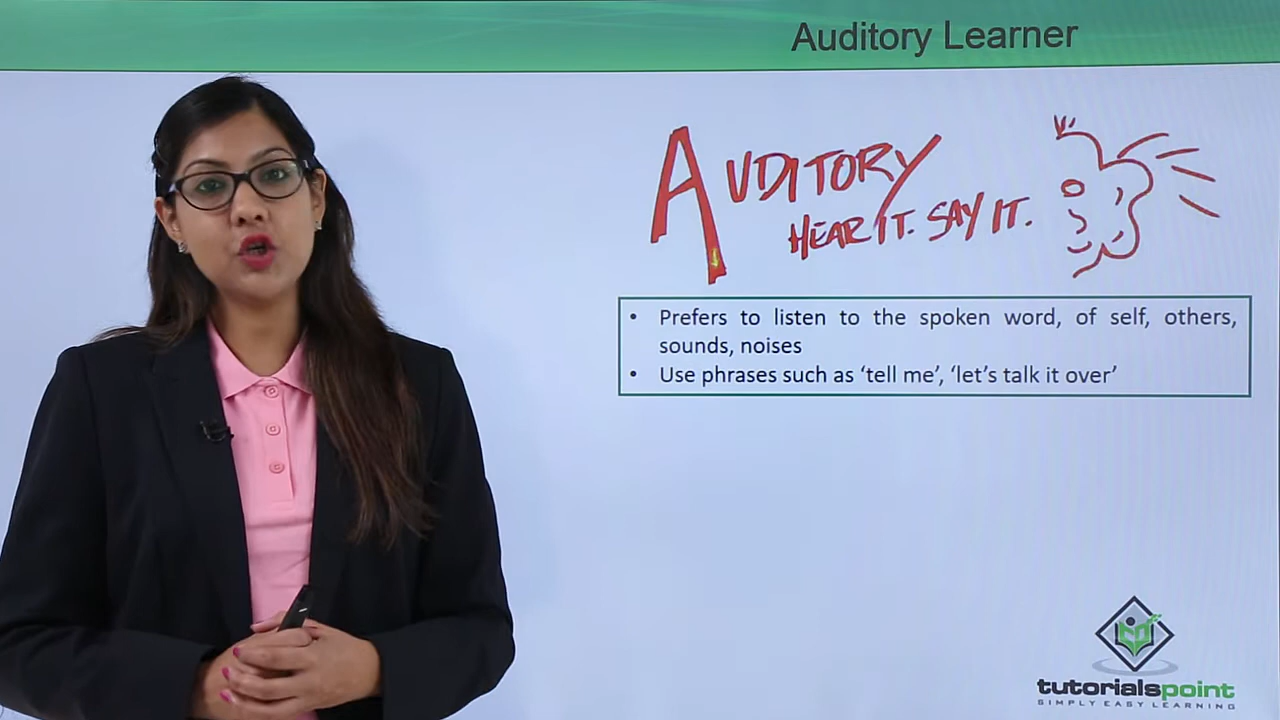 Auditory Learner
AUDITORY
HEAR IT. SAY IT.
• Prefers to listen to the spoken word, of self, others,
sounds, noises
• Use phrases such as ‘tell me’, ‘let’s talk it over’
tutorialspoint
SIMPLY EASY LEARNING